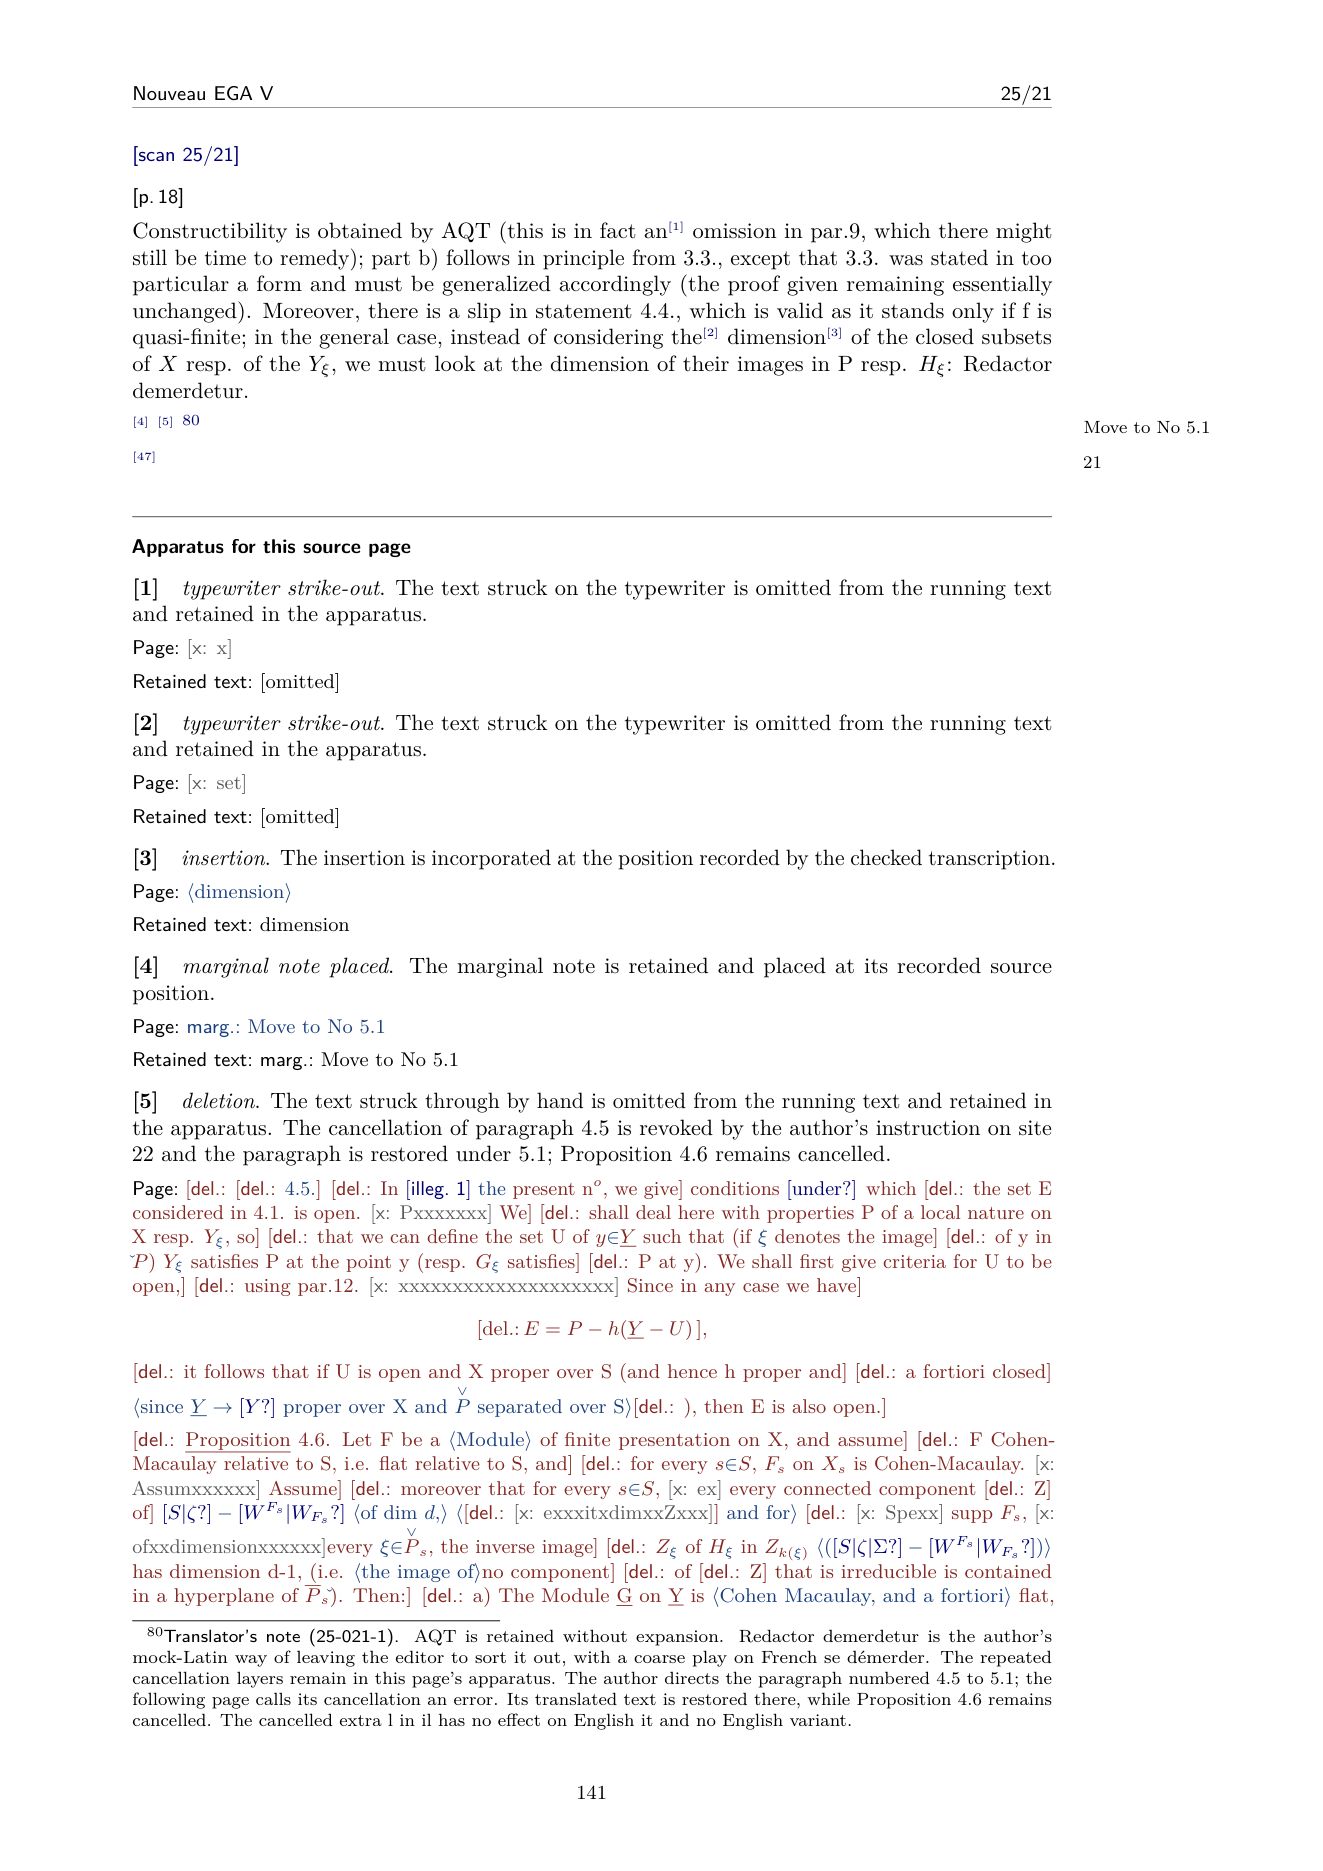 Nouveau EGA V 25/21
[scan 25/21]
[p. 18]
Constructibility is obtained by AQT (this is in fact an[1] omission in par.9, which there might
still be time to remedy); part b) follows in principle from 3.3., except that 3.3. was stated in too
particular a form and must be generalized accordingly (the proof given remaining essentially
unchanged). Moreover, there is a slip in statement 4.4., which is valid as it stands only if f is
quasi-finite; in the general case, instead of considering the[2] dimension[3] of the closed subsets
of X resp. of the Y_ξ, we must look at the dimension of their images in P resp. H_ξ: Redactor
demerdetur.
[4] [5] 80
Move to No 5.1
[47]
21
Apparatus for this source page
[1] typewriter strike-out. The text struck on the typewriter is omitted from the running text
and retained in the apparatus.
Page: [x: x]
Retained text: [omitted]
[2] typewriter strike-out. The text struck on the typewriter is omitted from the running text
and retained in the apparatus.
Page: [x: set]
Retained text: [omitted]
[3] insertion. The insertion is incorporated at the position recorded by the checked transcription.
Page: ⟨dimension⟩
Retained text: dimension
[4] marginal note placed. The marginal note is retained and placed at its recorded source
position.
Page: marg.: Move to No 5.1
Retained text: marg.: Move to No 5.1
[5] deletion. The text struck through by hand is omitted from the running text and retained in
the apparatus. The cancellation of paragraph 4.5 is revoked by the author's instruction on site
22 and the paragraph is restored under 5.1; Proposition 4.6 remains cancelled.
Page: [del.: [del.: 4.5.] [del.: In [illeg. 1] the present nº, we give] conditions [under?] which [del.: the set E
considered in 4.1. is open. [x: Pxxxxxxx] We] [del.: shall deal here with properties P of a local nature on
X resp. Y_ξ, so] [del.: that we can define the set U of y∈Y such that (if ξ denotes the image] [del.: of y in
ˇP) Y_ξ satisfies P at the point y (resp. G_ξ satisfies] [del.: P at y). We shall first give criteria for U to be
open,] [del.: using par.12. [x: xxxxxxxxxxxxxxxxxxxx] Since in any case we have]
[del.: E = P − h(Y − U)],
[del.: it follows that if U is open and X proper over S (and hence h proper and] [del.: a fortiori closed]
⟨since Y → [Y?] proper over X and P̌ separated over S⟩[del.: ), then E is also open.]
[del.: Proposition 4.6. Let F be a ⟨Module⟩ of finite presentation on X, and assume] [del.: F Cohen-
Macaulay relative to S, i.e. flat relative to S, and] [del.: for every s∈S, F_s on X_s is Cohen-Macaulay. [x:
Assumxxxxxx] Assume] [del.: moreover that for every s∈S, [x: ex] every connected component [del.: Z]
of] [S|ζ?] − [W^{F_s}|W_{F_s}?] ⟨of dim d,⟩ ⟨[del.: [x: exxxitxdimxxZxxx]] and for⟩ [del.: [x: Spexx] supp F_s, [x:
ofxxdimensionxxxxxx]every ξ∈P̌_s, the inverse image] [del.: Z_ξ of H_ξ in Z_{k(ξ)} ⟨([S|ζ|Σ?] − [W^{F_s}|W_{F_s}?])⟩
has dimension d-1, (i.e. ⟨the image of⟩no component] [del.: of [del.: Z] that is irreducible is contained
in a hyperplane of P_sˇ). Then:] [del.: a) The Module G on Y is ⟨Cohen Macaulay, and a fortiori⟩ flat,
80Translator's note (25-021-1). AQT is retained without expansion. Redactor demerdetur is the author's
mock-Latin way of leaving the editor to sort it out, with a coarse play on French se démerder. The repeated
cancellation layers remain in this page's apparatus. The author directs the paragraph numbered 4.5 to 5.1; the
following page calls its cancellation an error. Its translated text is restored there, while Proposition 4.6 remains
cancelled. The cancelled extra l in il has no effect on English it and no English variant.
141